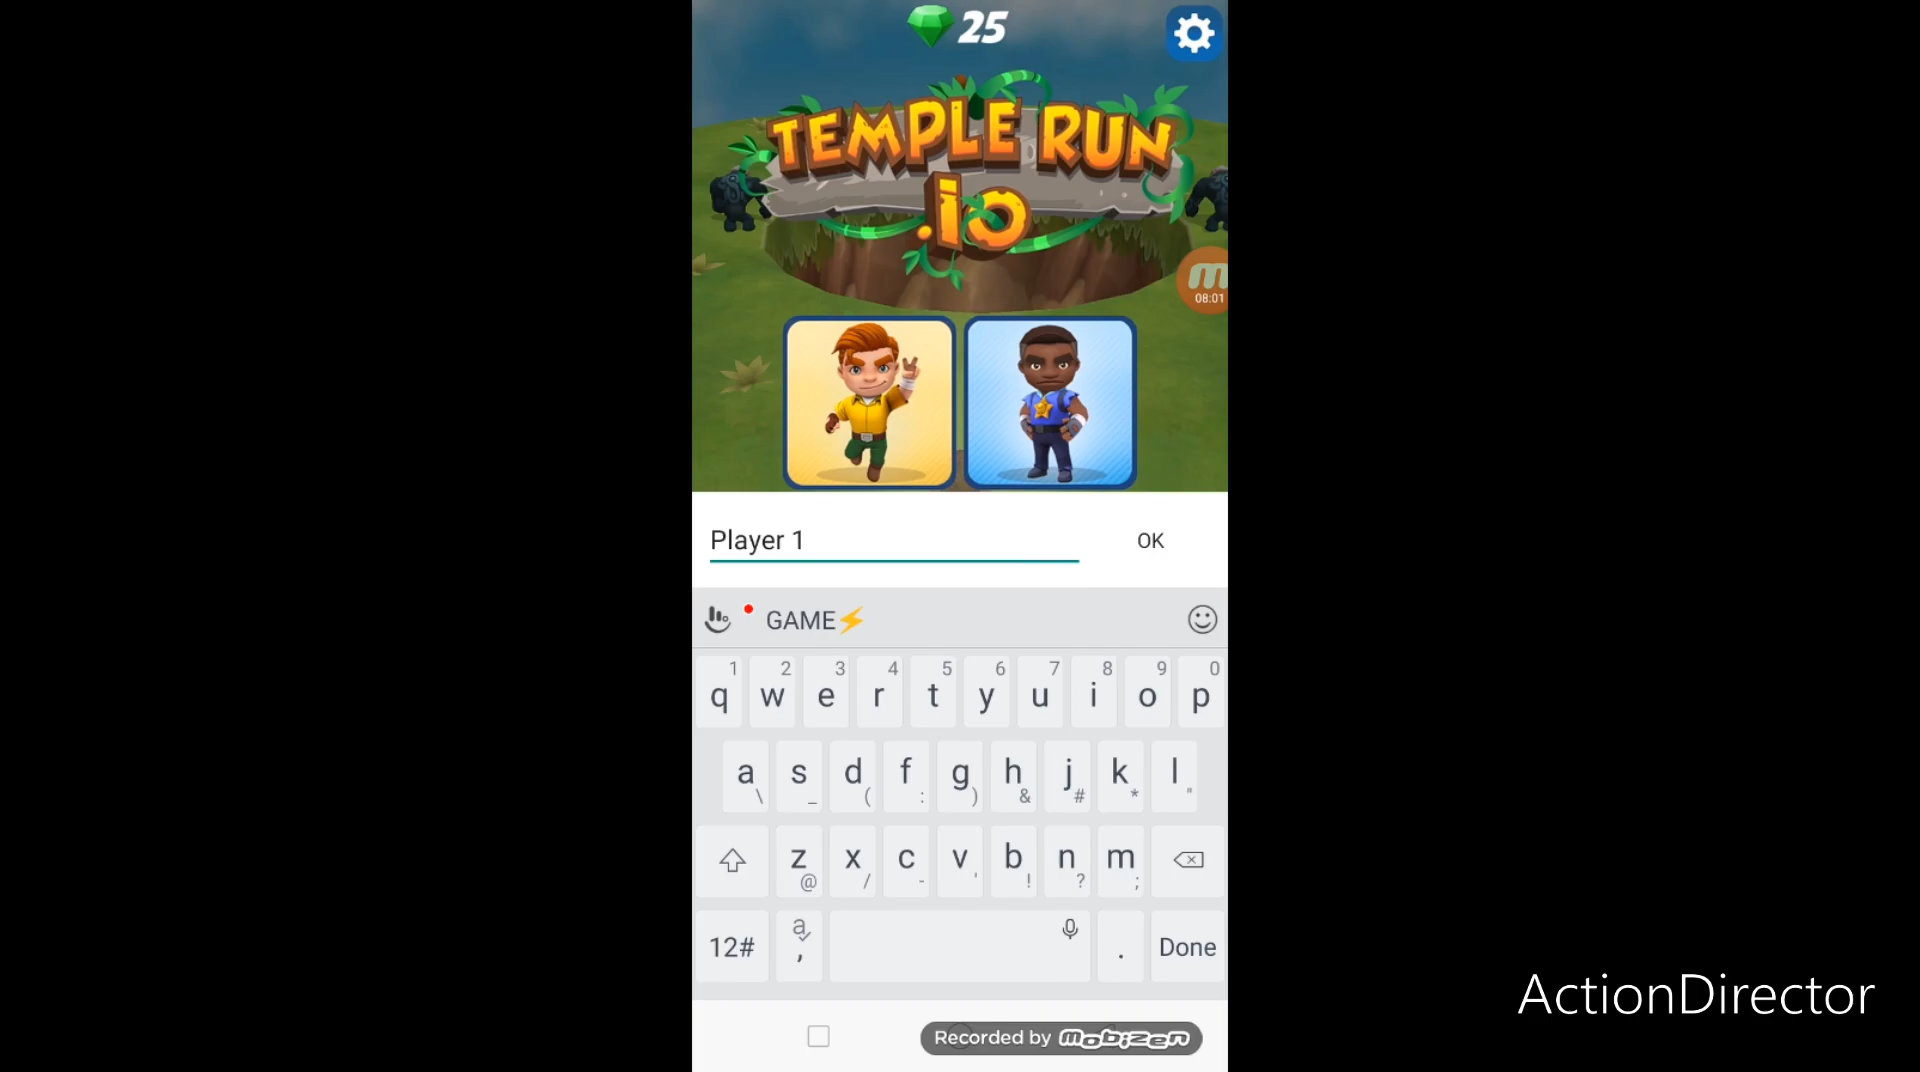 25
TEMPLE RUN
.io
08:01
Player 1
OK
GAME⚡
1 2 3 4 5 6 7 8 9 0
q w e r t y u i o p
a s d f g h j k l
\ _ ( : ) & # * "
z x c v b n m
@ / - ' ! ? ;
12# a , . Done
ActionDirector
Recorded by mobizen